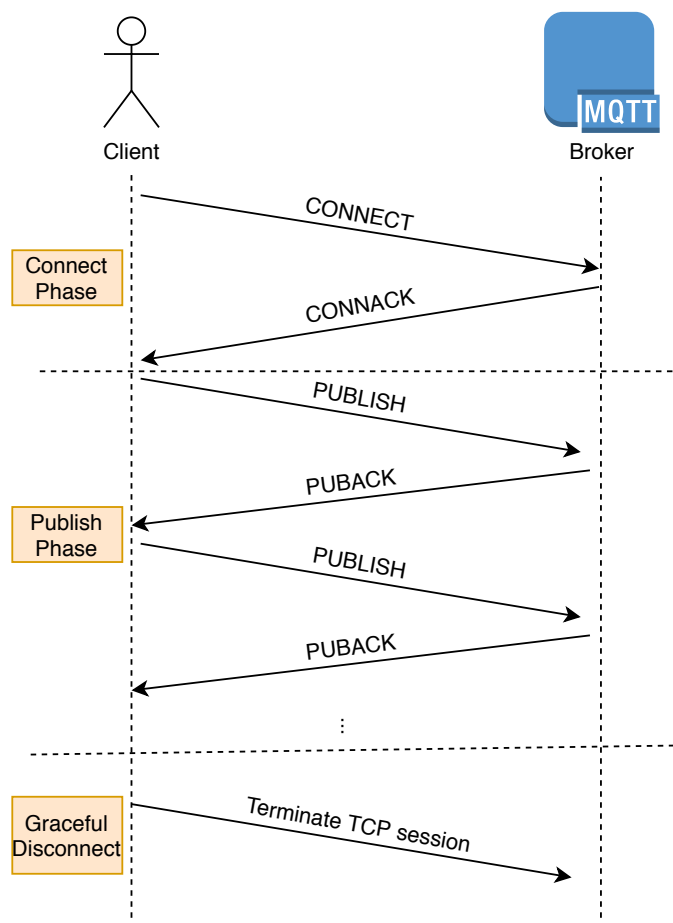 MQTT
Client
Broker
CONNECT
Connect
Phase
CONNACK
PUBLISH
PUBACK
Publish
Phase
PUBLISH
PUBACK
...
Terminate TCP session
Graceful
Disconnect